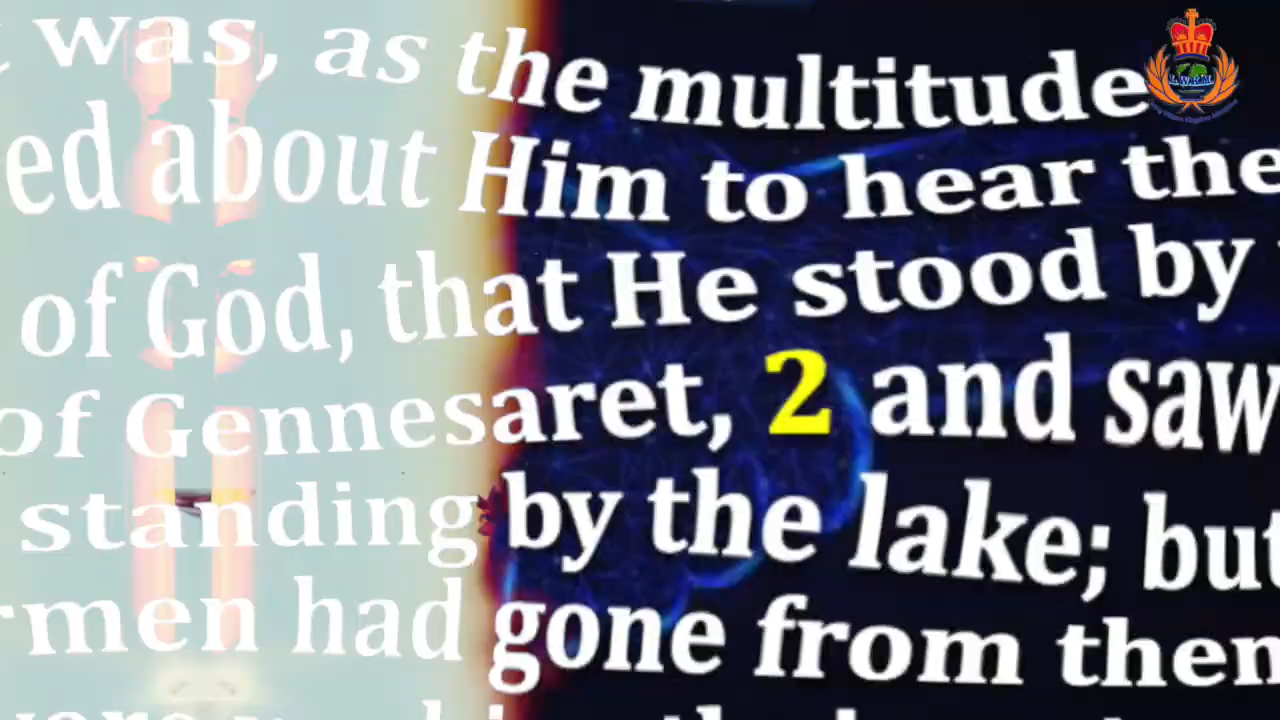 was, as the multitude
ed about Him to hear the
of God, that He stood by
of Gennesaret, 2 and saw
standing by the lake; but
rmen had gone from them